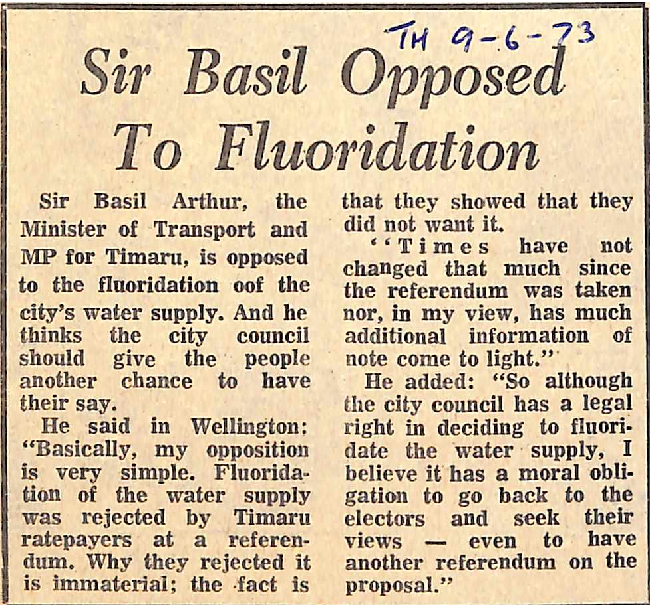 TH 9-6-73
Sir Basil Opposed
To Fluoridation
Sir Basil Arthur, the
Minister of Transport and
MP for Timaru, is opposed
to the fluoridation oof the
city's water supply. And he
thinks the city council
should give the people
another chance to have
their say.
He said in Wellington:
"Basically, my opposition
is very simple. Fluorida-
tion of the water supply
was rejected by Timaru
ratepayers at a referen-
dum. Why they rejected it
is immaterial; the fact is
that they showed that they
did not want it.
"Times have not
changed that much since
the referendum was taken
nor, in my view, has much
additional information of
note come to light."
He added: "So although
the city council has a legal
right in deciding to fluori-
date the water supply, I
believe it has a moral obli-
gation to go back to the
electors and seek their
views — even to have
another referendum on the
proposal."